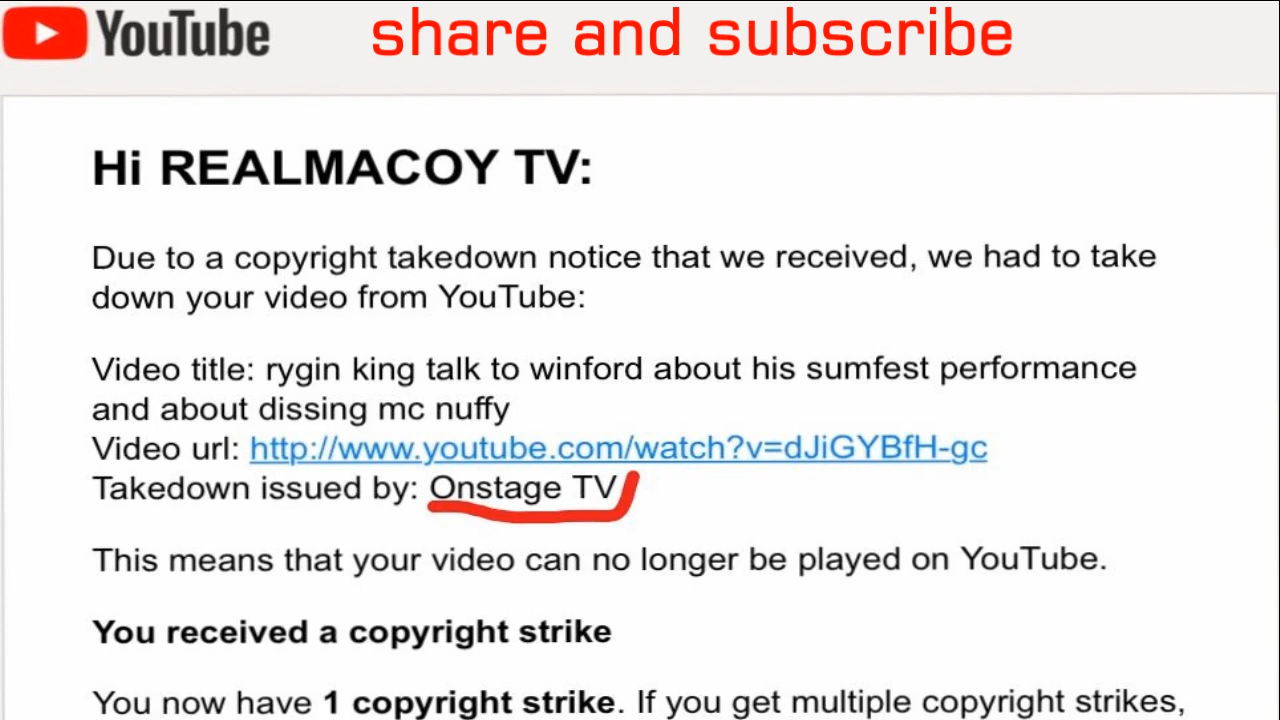 YouTube share and subscribe
Hi REALMACOY TV:
Due to a copyright takedown notice that we received, we had to take
down your video from YouTube:
Video title: rygin king talk to winford about his sumfest performance
and about dissing mc nuffy
Video url: http://www.youtube.com/watch?v=dJiGYBfH-gc
Takedown issued by: Onstage TV
This means that your video can no longer be played on YouTube.
You received a copyright strike
You now have 1 copyright strike. If you get multiple copyright strikes,